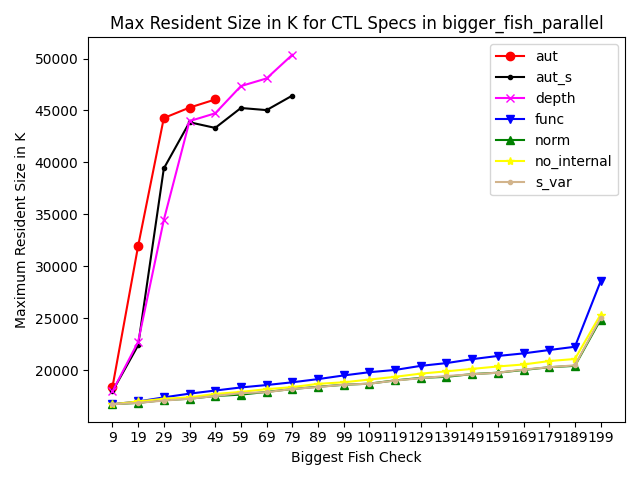 Max Resident Size in K for CTL Specs in bigger_fish_parallel
Maximum Resident Size in K
50000
45000
40000
35000
30000
25000
20000
aut
aut_s
depth
func
norm
no_internal
s_var
9 19 29 39 49 59 69 79 89 99 109 119 129 139 149 159 169 179 189 199
Biggest Fish Check